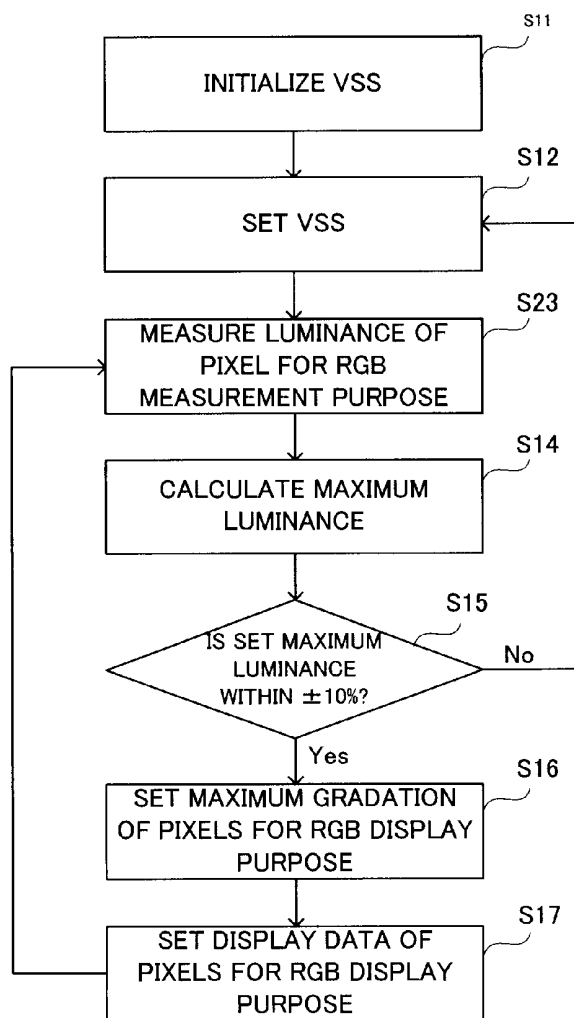 S11
INITIALIZE VSS
S12
SET VSS
S23
MEASURE LUMINANCE OF
PIXEL FOR RGB
MEASUREMENT PURPOSE
S14
CALCULATE MAXIMUM
LUMINANCE
S15
IS SET MAXIMUM
LUMINANCE
WITHIN ±10%?
No
Yes
S16
SET MAXIMUM GRADATION
OF PIXELS FOR RGB DISPLAY
PURPOSE
S17
SET DISPLAY DATA OF
PIXELS FOR RGB DISPLAY
PURPOSE